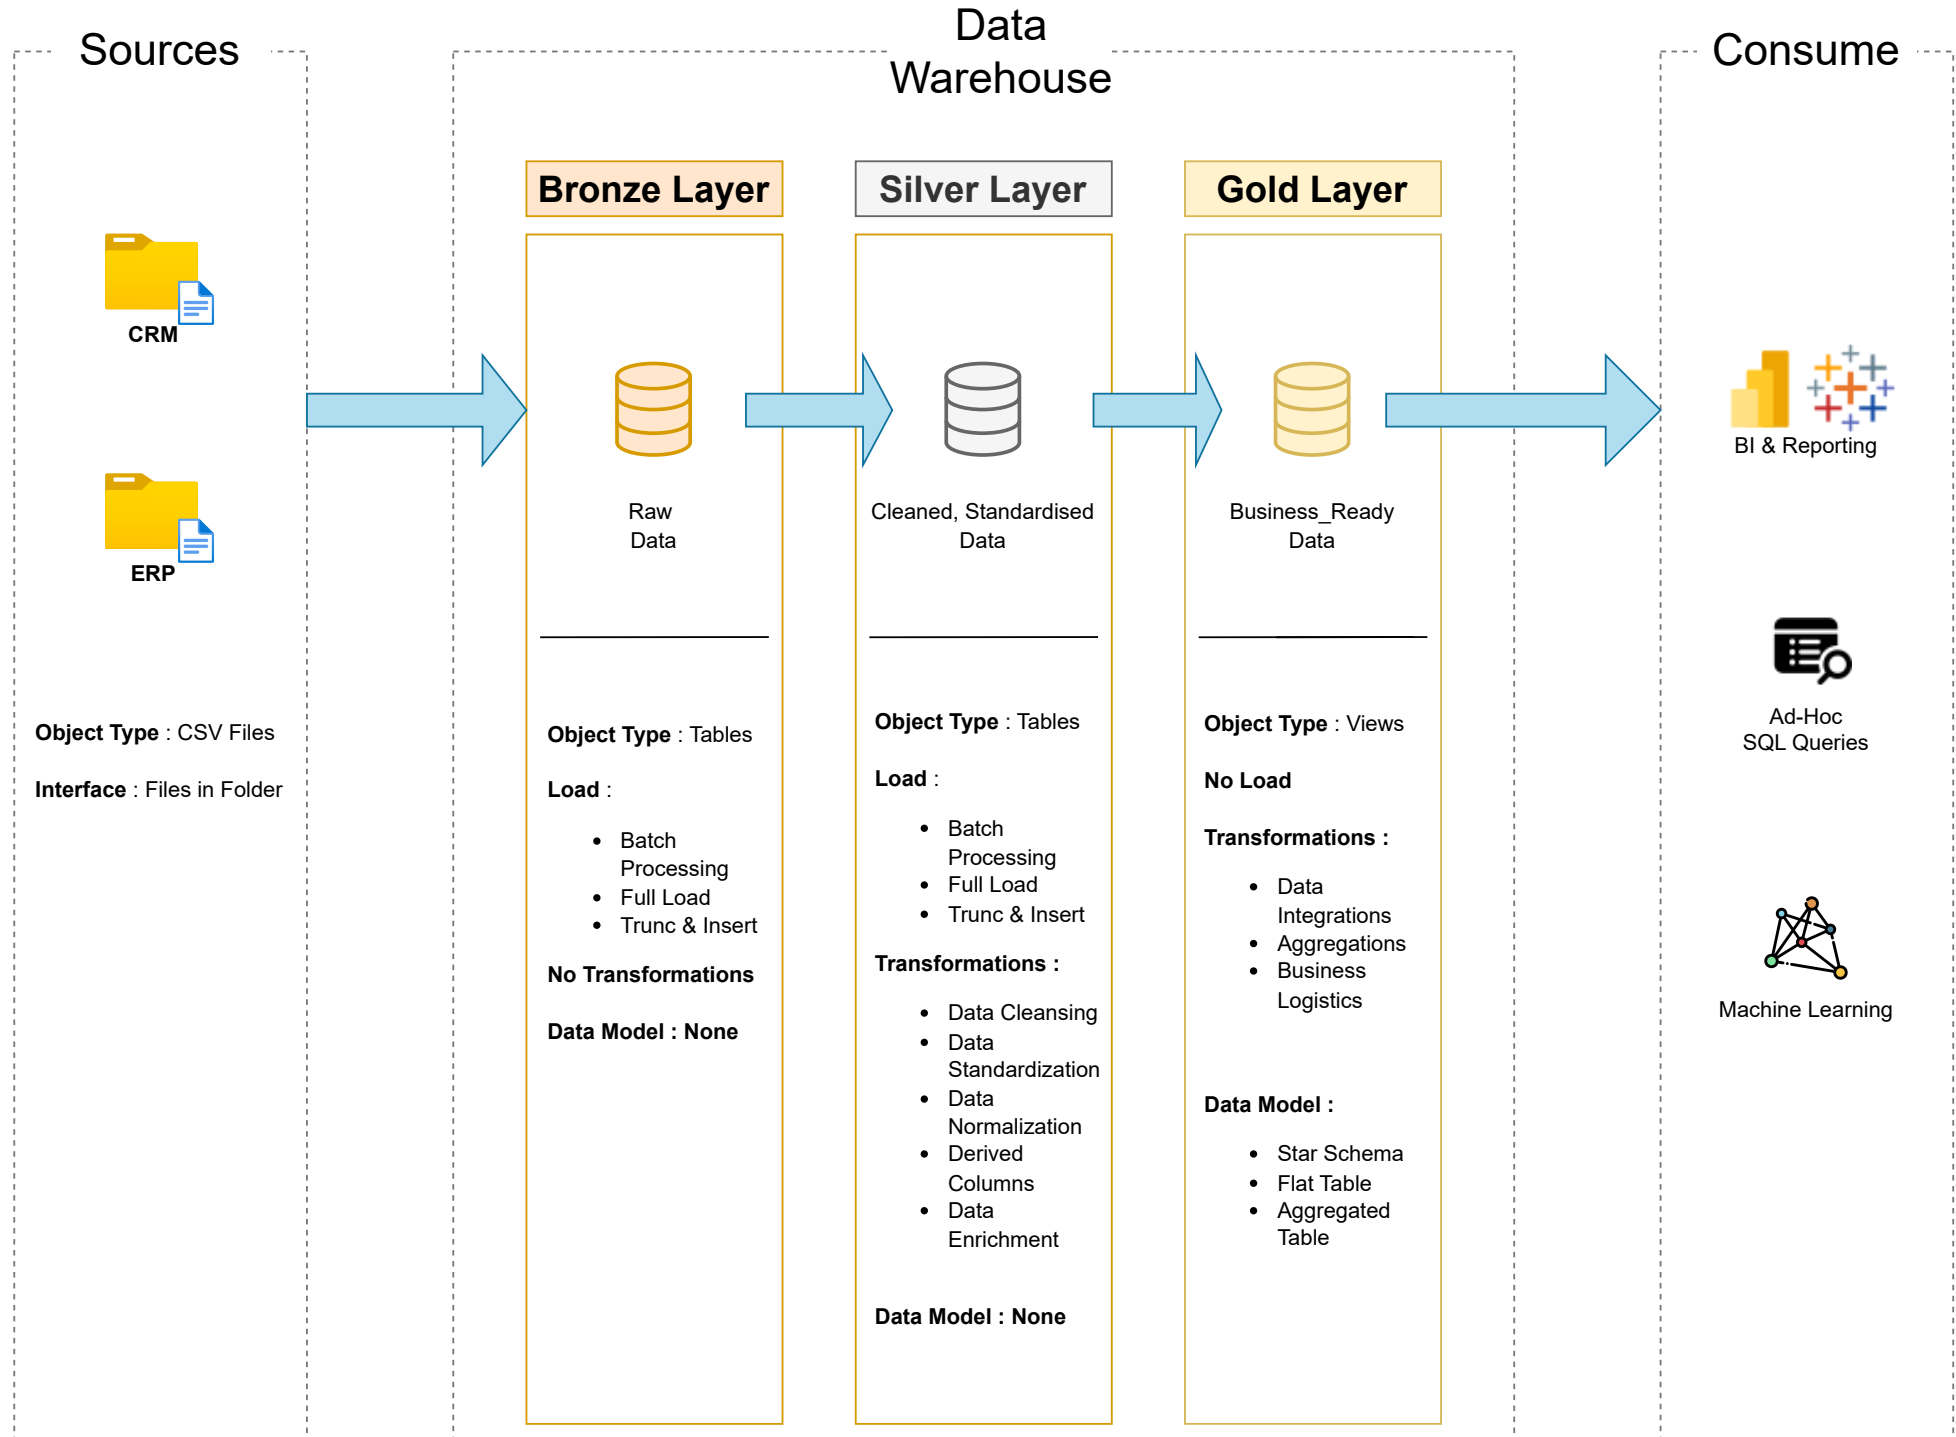 Sources
CRM
ERP
Object Type : CSV Files
Interface : Files in Folder
Data
Warehouse
Bronze Layer
Raw
Data
Object Type : Tables
Load :
• Batch
Processing
• Full Load
• Trunc & Insert
No Transformations
Data Model : None
Silver Layer
Cleaned, Standardised
Data
Object Type : Tables
Load :
• Batch
Processing
• Full Load
• Trunc & Insert
Transformations :
• Data Cleansing
• Data
Standardization
• Data
Normalization
• Derived
Columns
• Data
Enrichment
Data Model : None
Gold Layer
Business_Ready
Data
Object Type : Views
No Load
Transformations :
• Data
Integrations
• Aggregations
• Business
Logistics
Data Model :
• Star Schema
• Flat Table
• Aggregated
Table
Consume
BI & Reporting
Ad-Hoc
SQL Queries
Machine Learning